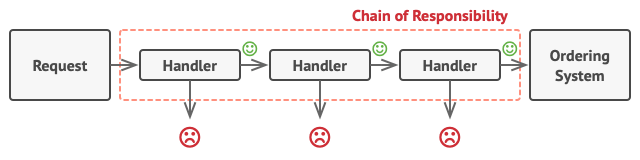 Chain of Responsibility
Request
Handler
Handler
Handler
Ordering
System